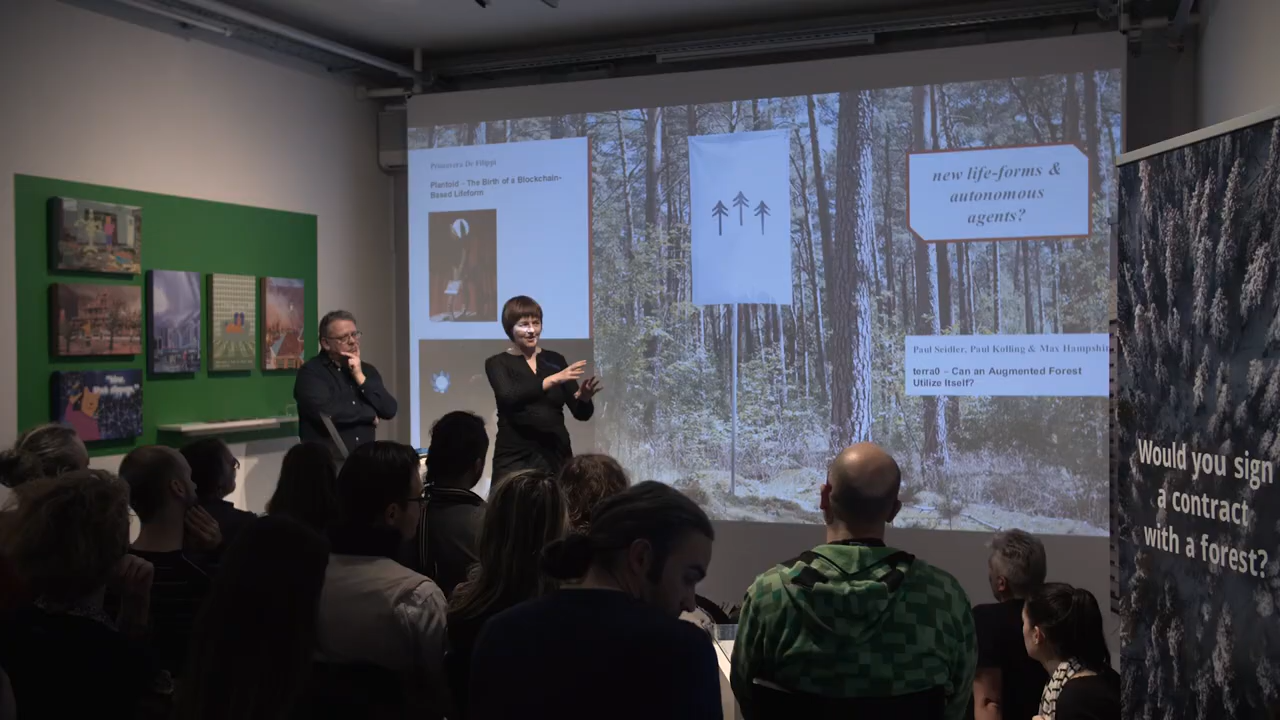 Primavera De Filippi
Plantoid – The Birth of a Blockchain-
Based Lifeform
new life-forms &
autonomous
agents?
Paul Seidler, Paul Kolling & Max Hampshir
terra0 – Can an Augmented Forest
Utilize Itself?
Would you sign
a contract
with a forest?